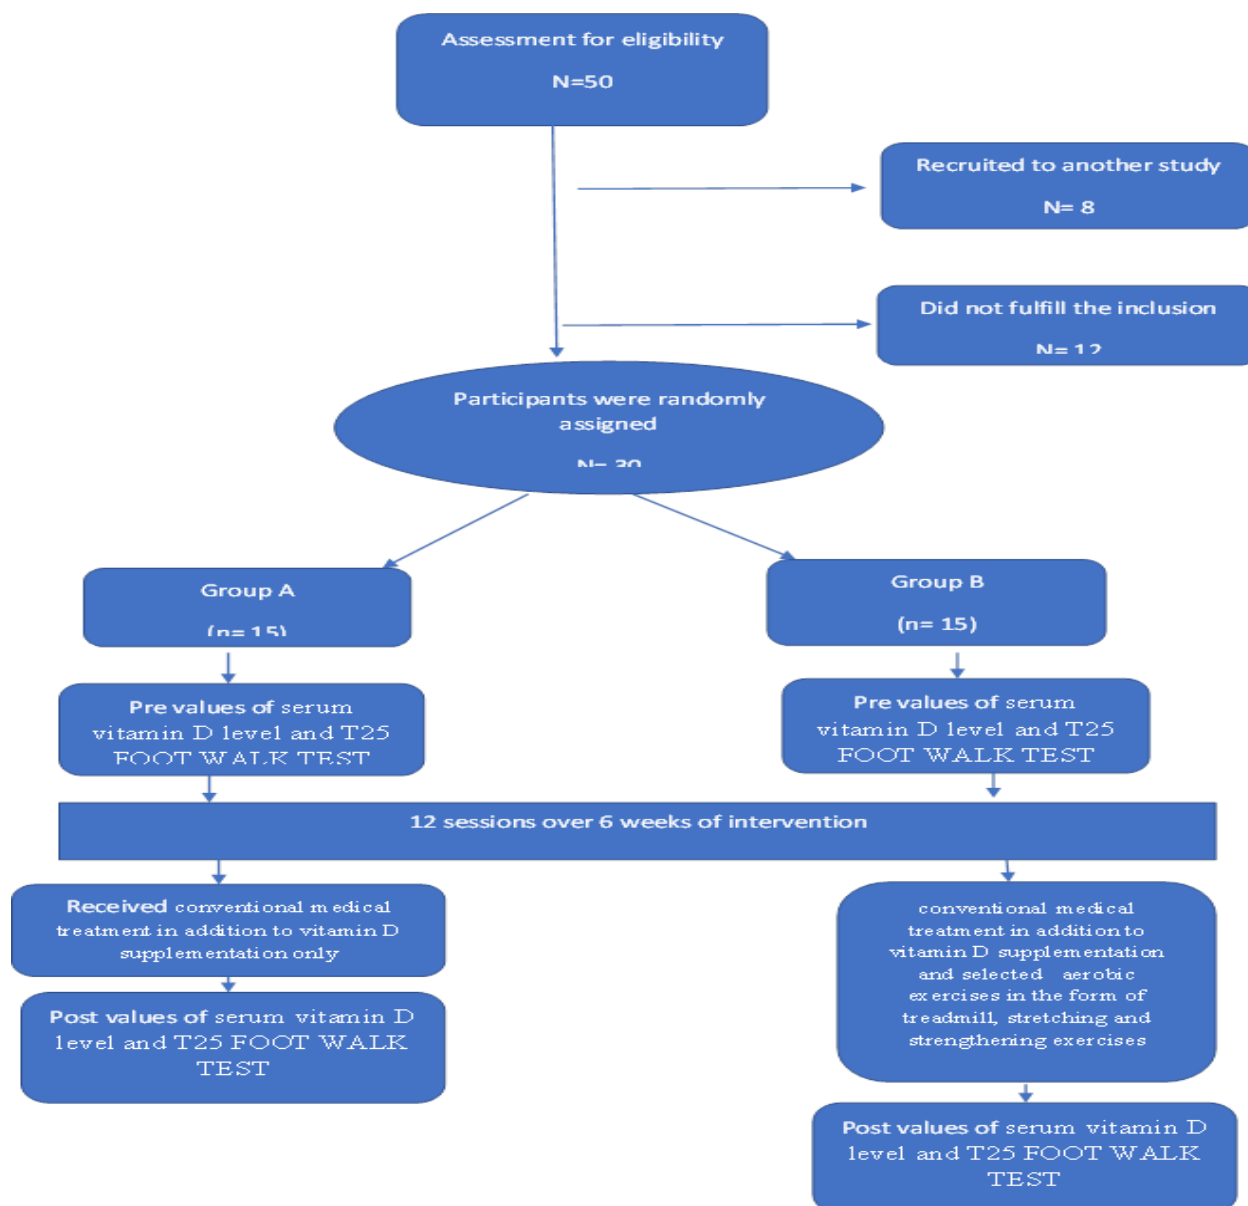 Assessment for eligibility
N=50
Recruited to another study
N= 8
Did not fulfill the inclusion
N= 12
Participants were randomly
assigned
N= 30
Group A
(n= 15)
Group B
(n= 15)
Pre values of serum
vitamin D level and T25
FOOT WALK TEST
Pre values of serum
vitamin D level and T25
FOOT WALK TEST
12 sessions over 6 weeks of intervention
Received conventional medical
treatment in addition to vitamin D
supplementation only
conventional medical
treatment in addition to
vitamin D supplementation
and selected aerobic
exercises in the form of
treadmill, stretching and
strengthening exercises
Post values of serum vitamin D
level and T25 FOOT WALK
TEST
Post values of serum vitamin D
level and T25 FOOT WALK
TEST